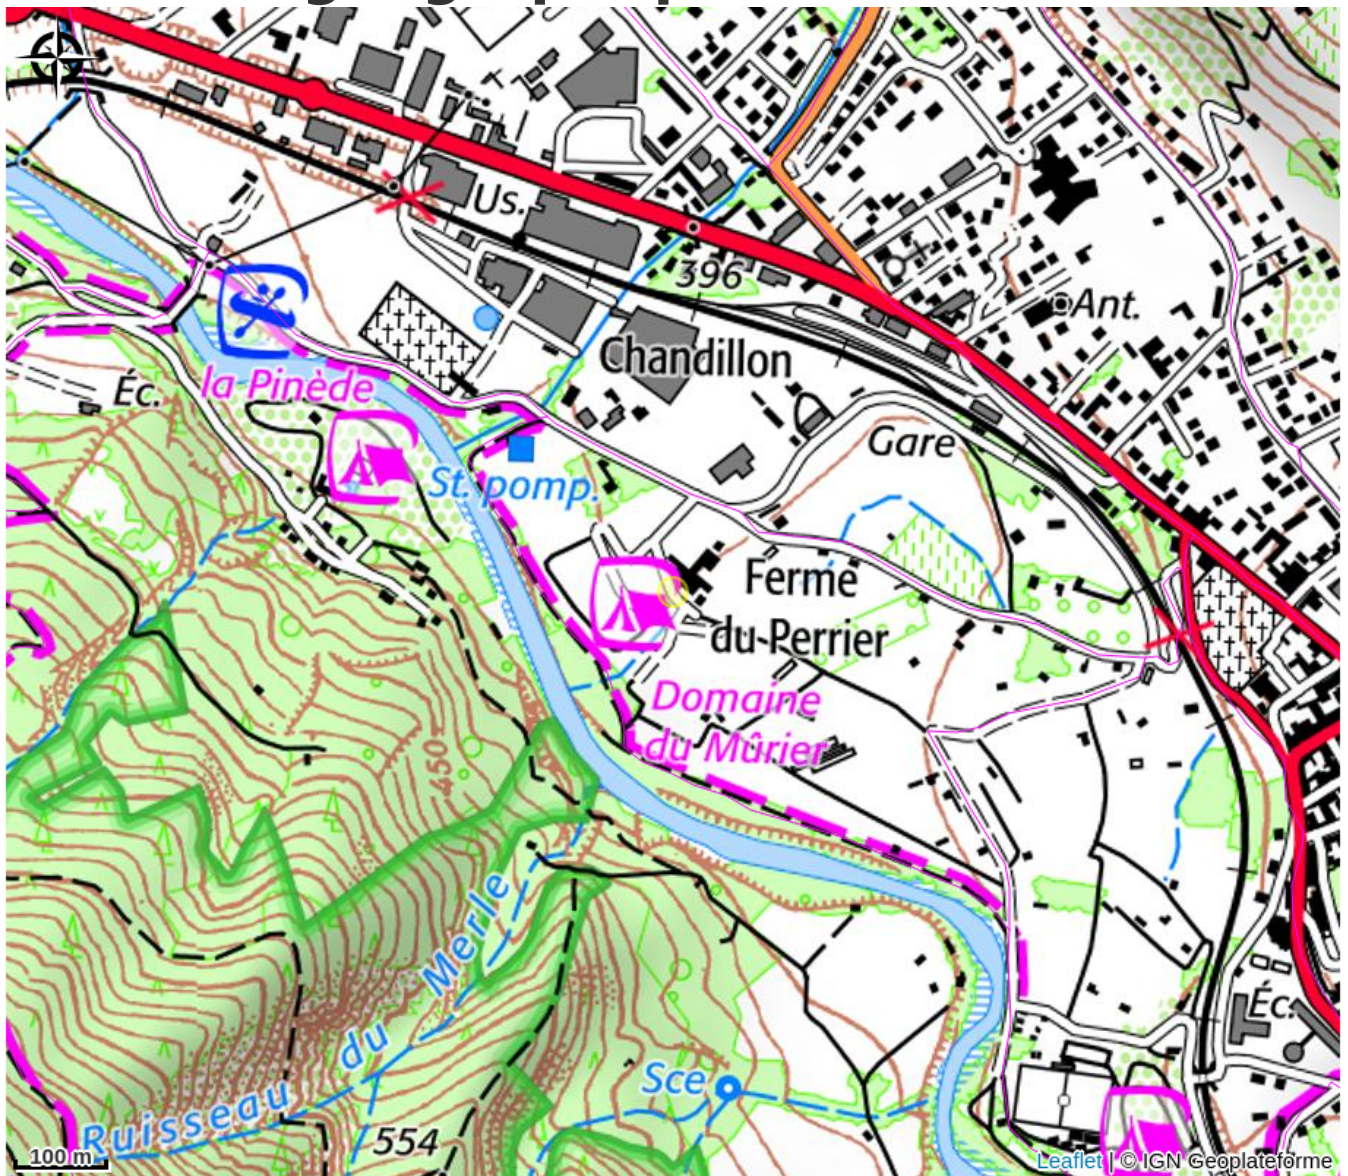 Us.
396
Ant.
Chandillon
Éc.
la Pinède
Gare
St. pomp.
Ferme
du Perrier
Domaine
du Mûrier
450
Ruisseau du Merle
Sce
Éc.
554
100 m
Leaflet | © IGN Geoplateforme